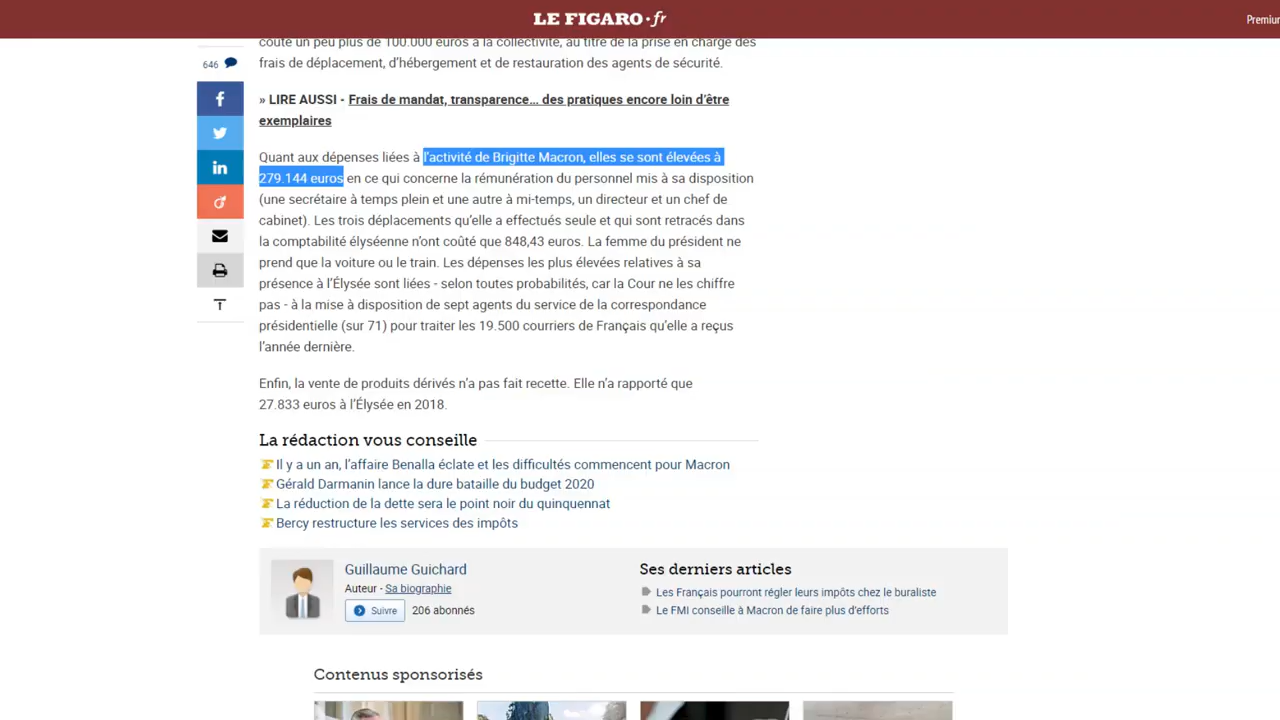 LE FIGARO·fr
Premium
coûté un peu plus de 100.000 euros à la collectivité, au titre de la prise en charge des
frais de déplacement, d’hébergement et de restauration des agents de sécurité.
646
» LIRE AUSSI - Frais de mandat, transparence… des pratiques encore loin d’être
exemplaires
Quant aux dépenses liées à l’activité de Brigitte Macron, elles se sont élevées à
279.144 euros en ce qui concerne la rémunération du personnel mis à sa disposition
(une secrétaire à temps plein et une autre à mi-temps, un directeur et un chef de
cabinet). Les trois déplacements qu’elle a effectués seule et qui sont retracés dans
la comptabilité élyséenne n’ont coûté que 848,43 euros. La femme du président ne
prend que la voiture ou le train. Les dépenses les plus élevées relatives à sa
présence à l’Élysée sont liées - selon toutes probabilités, car la Cour ne les chiffre
pas - à la mise à disposition de sept agents du service de la correspondance
présidentielle (sur 71) pour traiter les 19.500 courriers de Français qu’elle a reçus
l’année dernière.
Enfin, la vente de produits dérivés n’a pas fait recette. Elle n’a rapporté que
27.833 euros à l’Élysée en 2018.
La rédaction vous conseille
Il y a un an, l’affaire Benalla éclate et les difficultés commencent pour Macron
Gérald Darmanin lance la dure bataille du budget 2020
La réduction de la dette sera le point noir du quinquennat
Bercy restructure les services des impôts
Guillaume Guichard
Auteur - Sa biographie
Suivre 206 abonnés
Ses derniers articles
Les Français pourront régler leurs impôts chez le buraliste
Le FMI conseille à Macron de faire plus d’efforts
Contenus sponsorisés